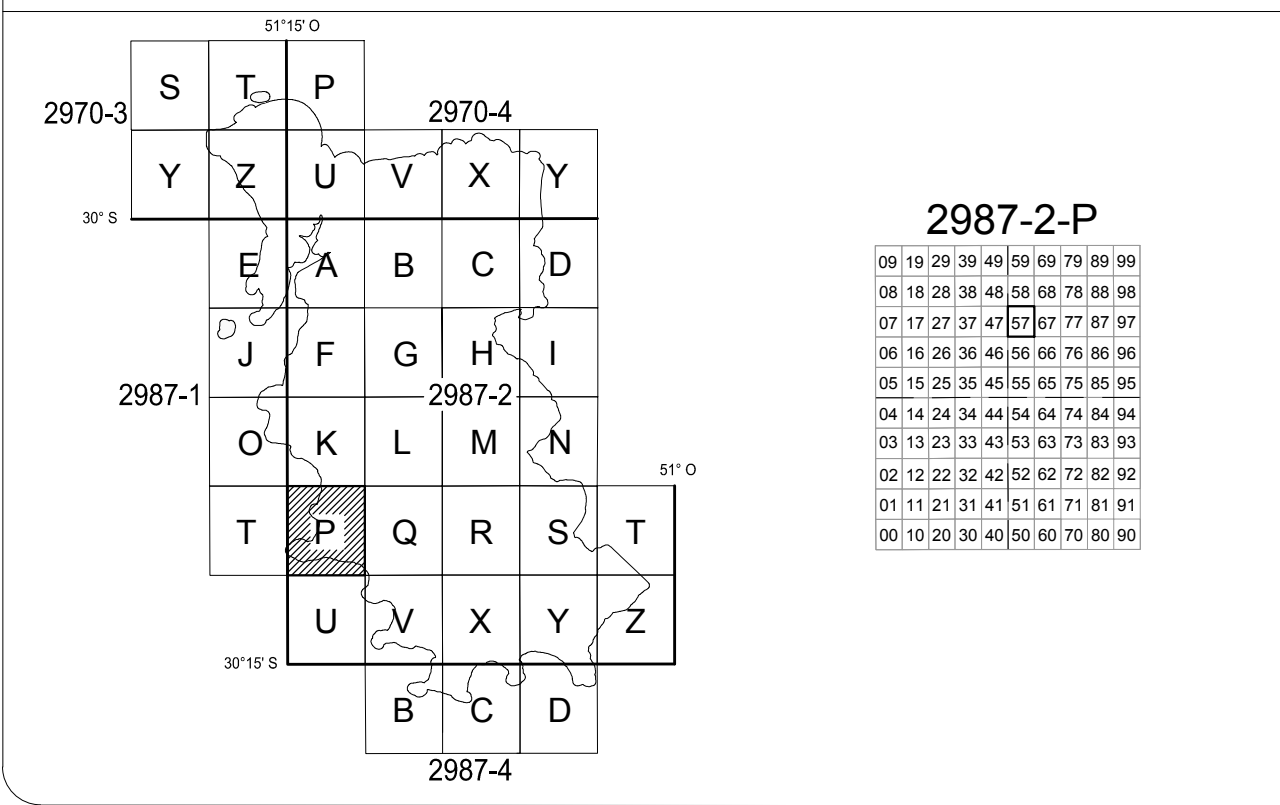 51°15' O
S T P
2970-3
2970-4
Y Z U V X Y
30° S
E A B C D
J F G H I
2987-1
2987-2
O K L M N
51° O
T P Q R S T
U V X Y Z
30°15' S
B C D
2987-4
2987-2-P
09 19 29 39 49 59 69 79 89 99
08 18 28 38 48 58 68 78 88 98
07 17 27 37 47 57 67 77 87 97
06 16 26 36 46 56 66 76 86 96
05 15 25 35 45 55 65 75 85 95
04 14 24 34 44 54 64 74 84 94
03 13 23 33 43 53 63 73 83 93
02 12 22 32 42 52 62 72 82 92
01 11 21 31 41 51 61 71 81 91
00 10 20 30 40 50 60 70 80 90